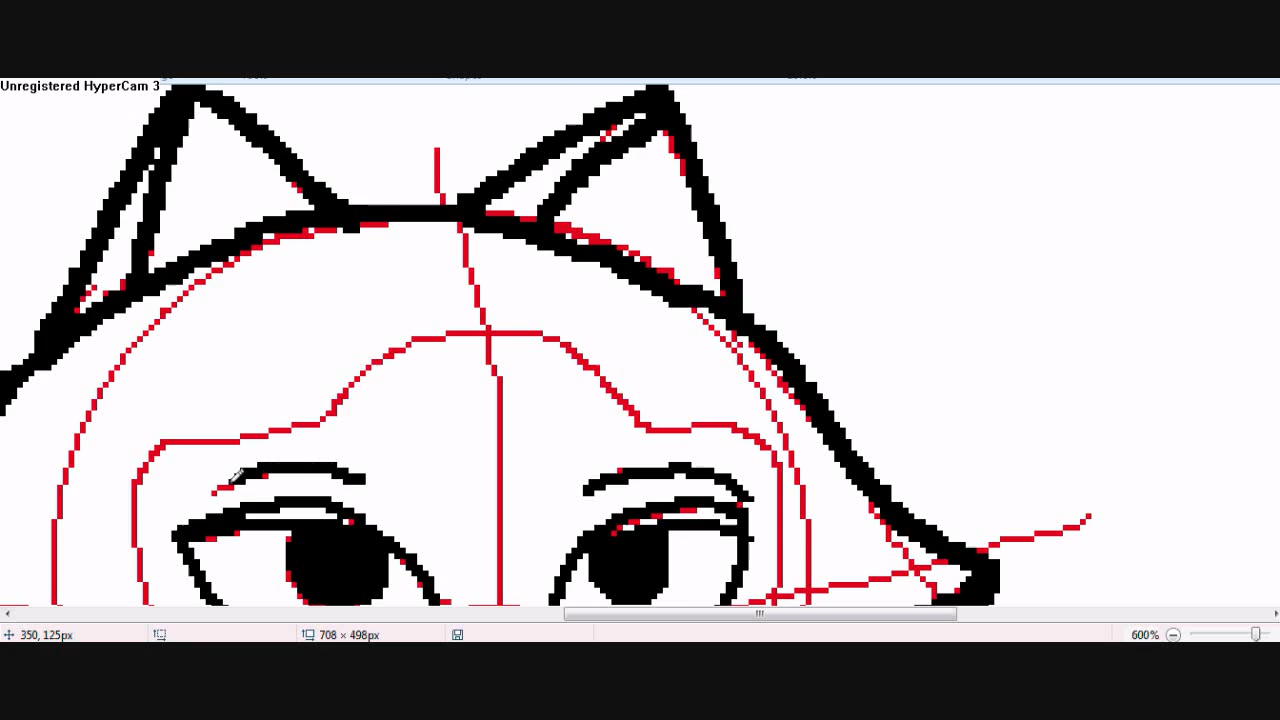 Unregistered HyperCam 3
350, 125px
708 × 498px
600%